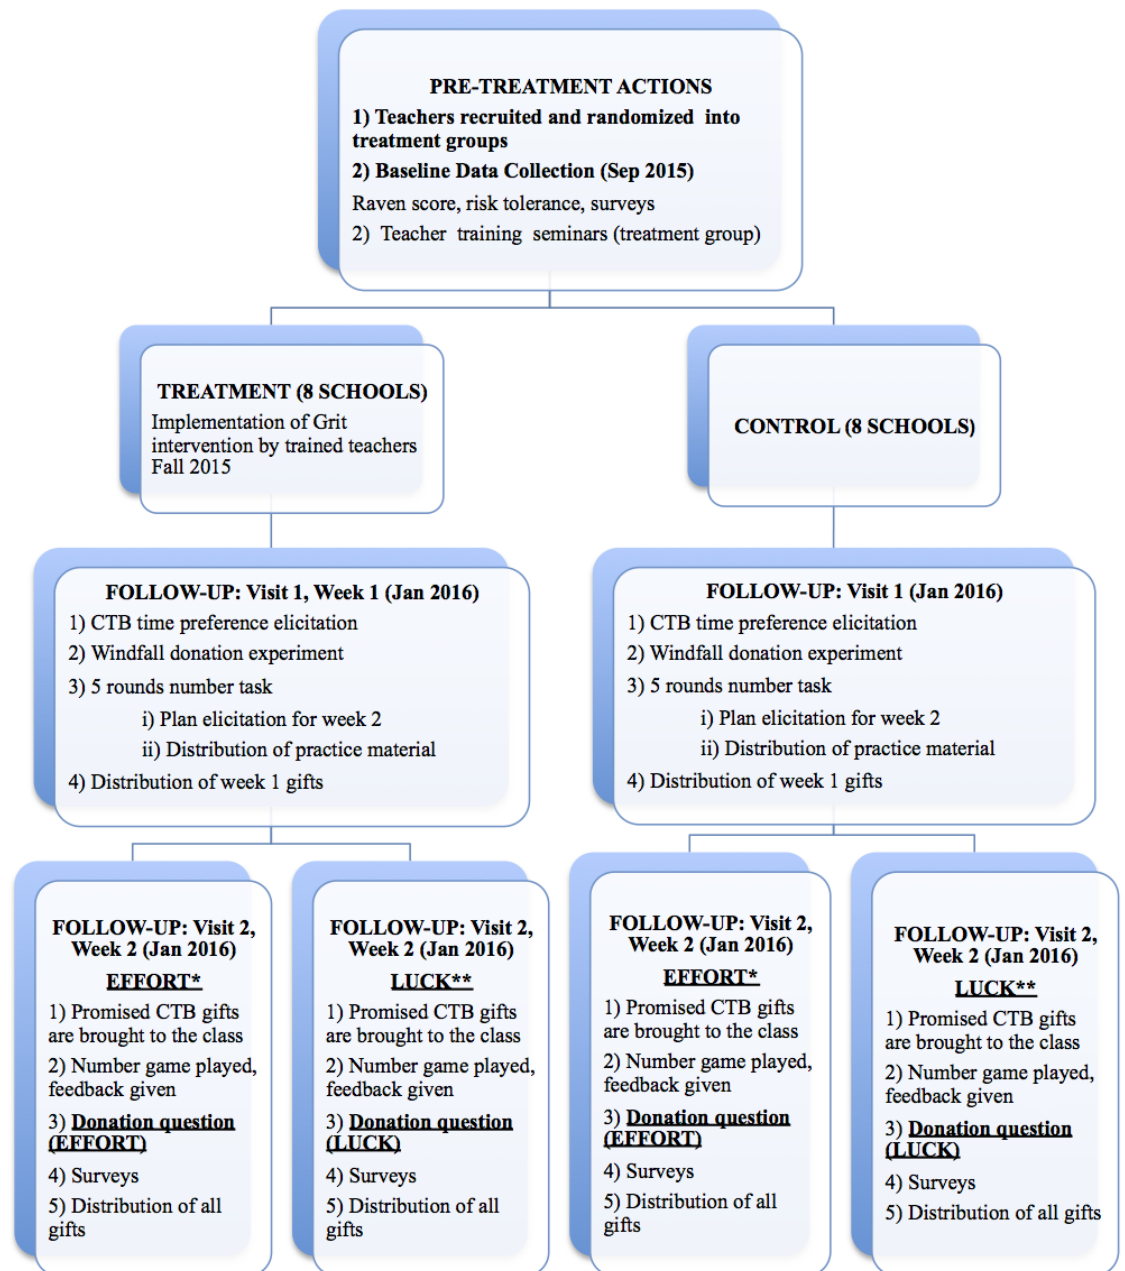 PRE-TREATMENT ACTIONS
1) Teachers recruited and randomized into
treatment groups
2) Baseline Data Collection (Sep 2015)
Raven score, risk tolerance, surveys
2) Teacher training seminars (treatment group)
TREATMENT (8 SCHOOLS)
Implementation of Grit
intervention by trained teachers
Fall 2015
CONTROL (8 SCHOOLS)
FOLLOW-UP: Visit 1, Week 1 (Jan 2016)
1) CTB time preference elicitation
2) Windfall donation experiment
3) 5 rounds number task
i) Plan elicitation for week 2
ii) Distribution of practice material
4) Distribution of week 1 gifts
FOLLOW-UP: Visit 1 (Jan 2016)
1) CTB time preference elicitation
2) Windfall donation experiment
3) 5 rounds number task
i) Plan elicitation for week 2
ii) Distribution of practice material
4) Distribution of week 1 gifts
FOLLOW-UP: Visit 2,
Week 2 (Jan 2016)
EFFORT*
1) Promised CTB gifts
are brought to the class
2) Number game played,
feedback given
3) Donation question
(EFFORT)
4) Surveys
5) Distribution of all
gifts
FOLLOW-UP: Visit 2,
Week 2 (Jan 2016)
LUCK**
1) Promised CTB gifts
are brought to the class
2) Number game played,
feedback given
3) Donation question
(LUCK)
4) Surveys
5) Distribution of all
gifts
FOLLOW-UP: Visit 2,
Week 2 (Jan 2016)
EFFORT*
1) Promised CTB gifts
are brought to the class
2) Number game played,
feedback given
3) Donation question
(EFFORT)
4) Surveys
5) Distribution of all
gifts
FOLLOW-UP: Visit 2,
Week 2 (Jan 2016)
LUCK**
1) Promised CTB gifts
are brought to the class
2) Number game played,
feedback given
3) Donation question
(LUCK)
4) Surveys
5) Distribution of all gifts